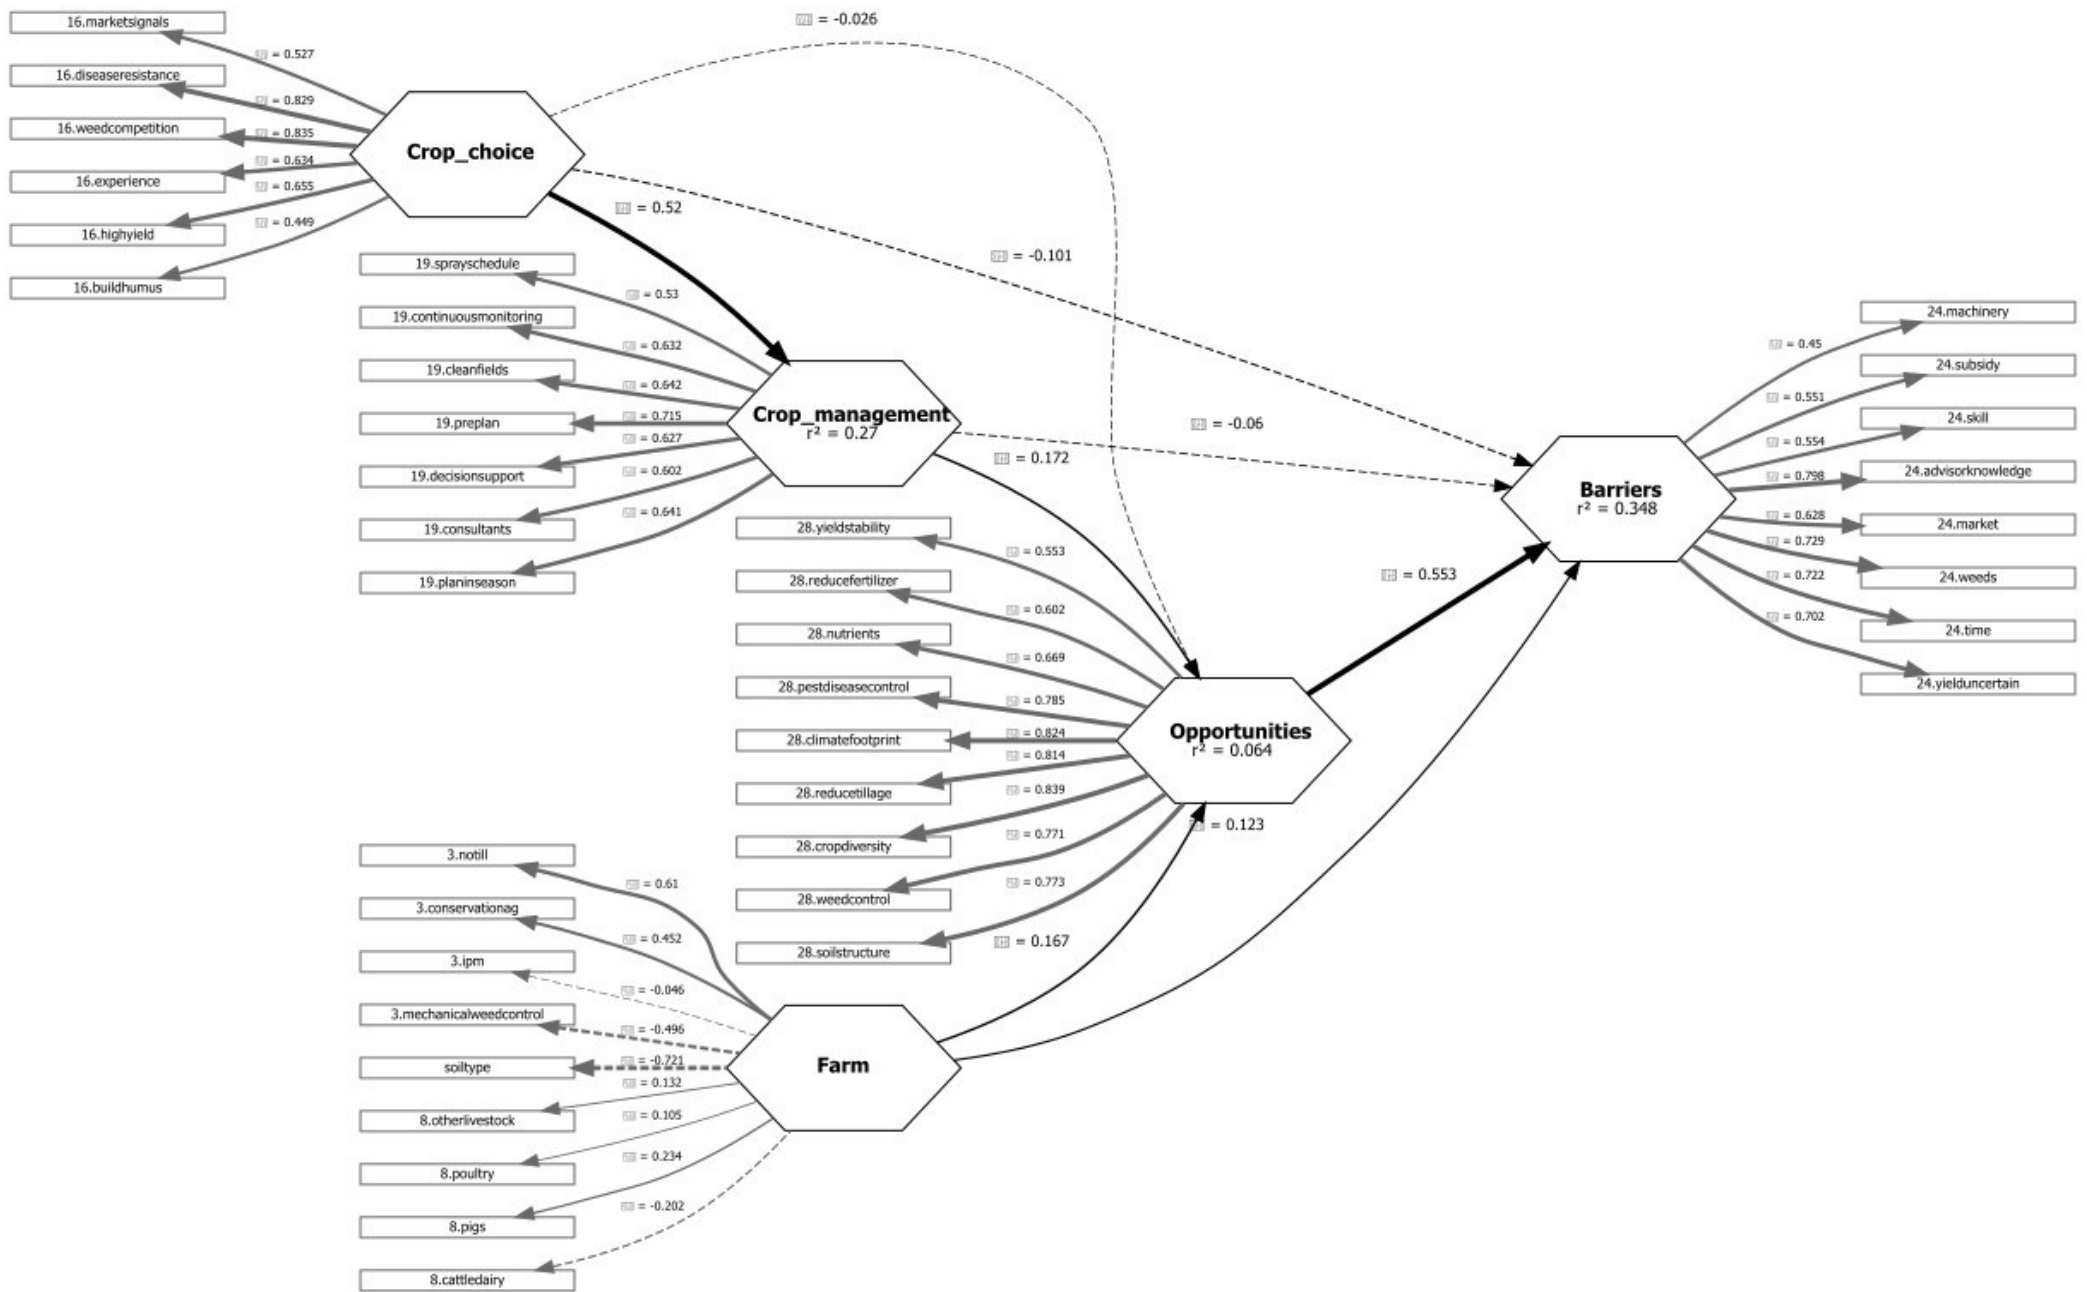 16.marketsignals
16.diseaseresistance
16.weedcompetition
16.experience
16.highyield
16.buildhumus
= 0.527
= 0.829
= 0.835
= 0.634
= 0.655
= 0.449
Crop_choice
= -0.026
= 0.52
= -0.101
19.sprayschedule
19.continuousmonitoring
19.cleanfields
19.preplan
19.decisionsupport
19.consultants
19.planinseason
= 0.53
= 0.632
= 0.642
= 0.715
= 0.627
= 0.602
= 0.641
Crop_management
r² = 0.27
= -0.06
= 0.172
28.yieldstability
28.reducefertilizer
28.nutrients
28.pestdiseasecontrol
28.climatefootprint
28.reducetillage
28.cropdiversity
28.weedcontrol
28.soilstructure
= 0.553
= 0.602
= 0.669
= 0.785
= 0.824
= 0.814
= 0.839
= 0.771
= 0.773
Opportunities
r² = 0.064
= 0.553
= 0.123
= 0.167
Barriers
r² = 0.348
= 0.45
= 0.551
= 0.554
= 0.798
= 0.628
= 0.729
= 0.722
= 0.702
24.machinery
24.subsidy
24.skill
24.advisorknowledge
24.market
24.weeds
24.time
24.yielduncertain
3.notill
3.conservationag
3.ipm
3.mechanicalweedcontrol
soiltype
8.otherlivestock
8.poultry
8.pigs
8.cattledairy
= 0.61
= 0.452
= -0.046
= -0.496
= -0.721
= 0.132
= 0.105
= 0.234
= -0.202
Farm